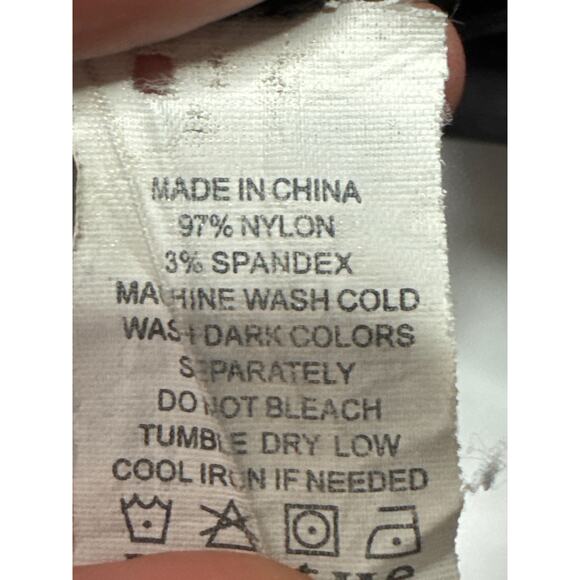 MADE IN CHINA
97% NYLON
3% SPANDEX
MACHINE WASH COLD
WASH DARK COLORS
SEPARATELY
DO NOT BLEACH
TUMBLE DRY LOW
COOL IRON IF NEEDED